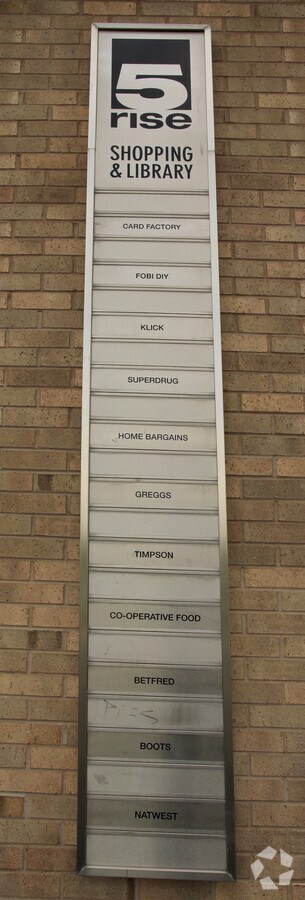 5
rise
SHOPPING
& LIBRARY
CARD FACTORY
FOBI DIY
KLICK
SUPERDRUG
HOME BARGAINS
GREGGS
TIMPSON
CO-OPERATIVE FOOD
BETFRED
PIES
BOOTS
NATWEST